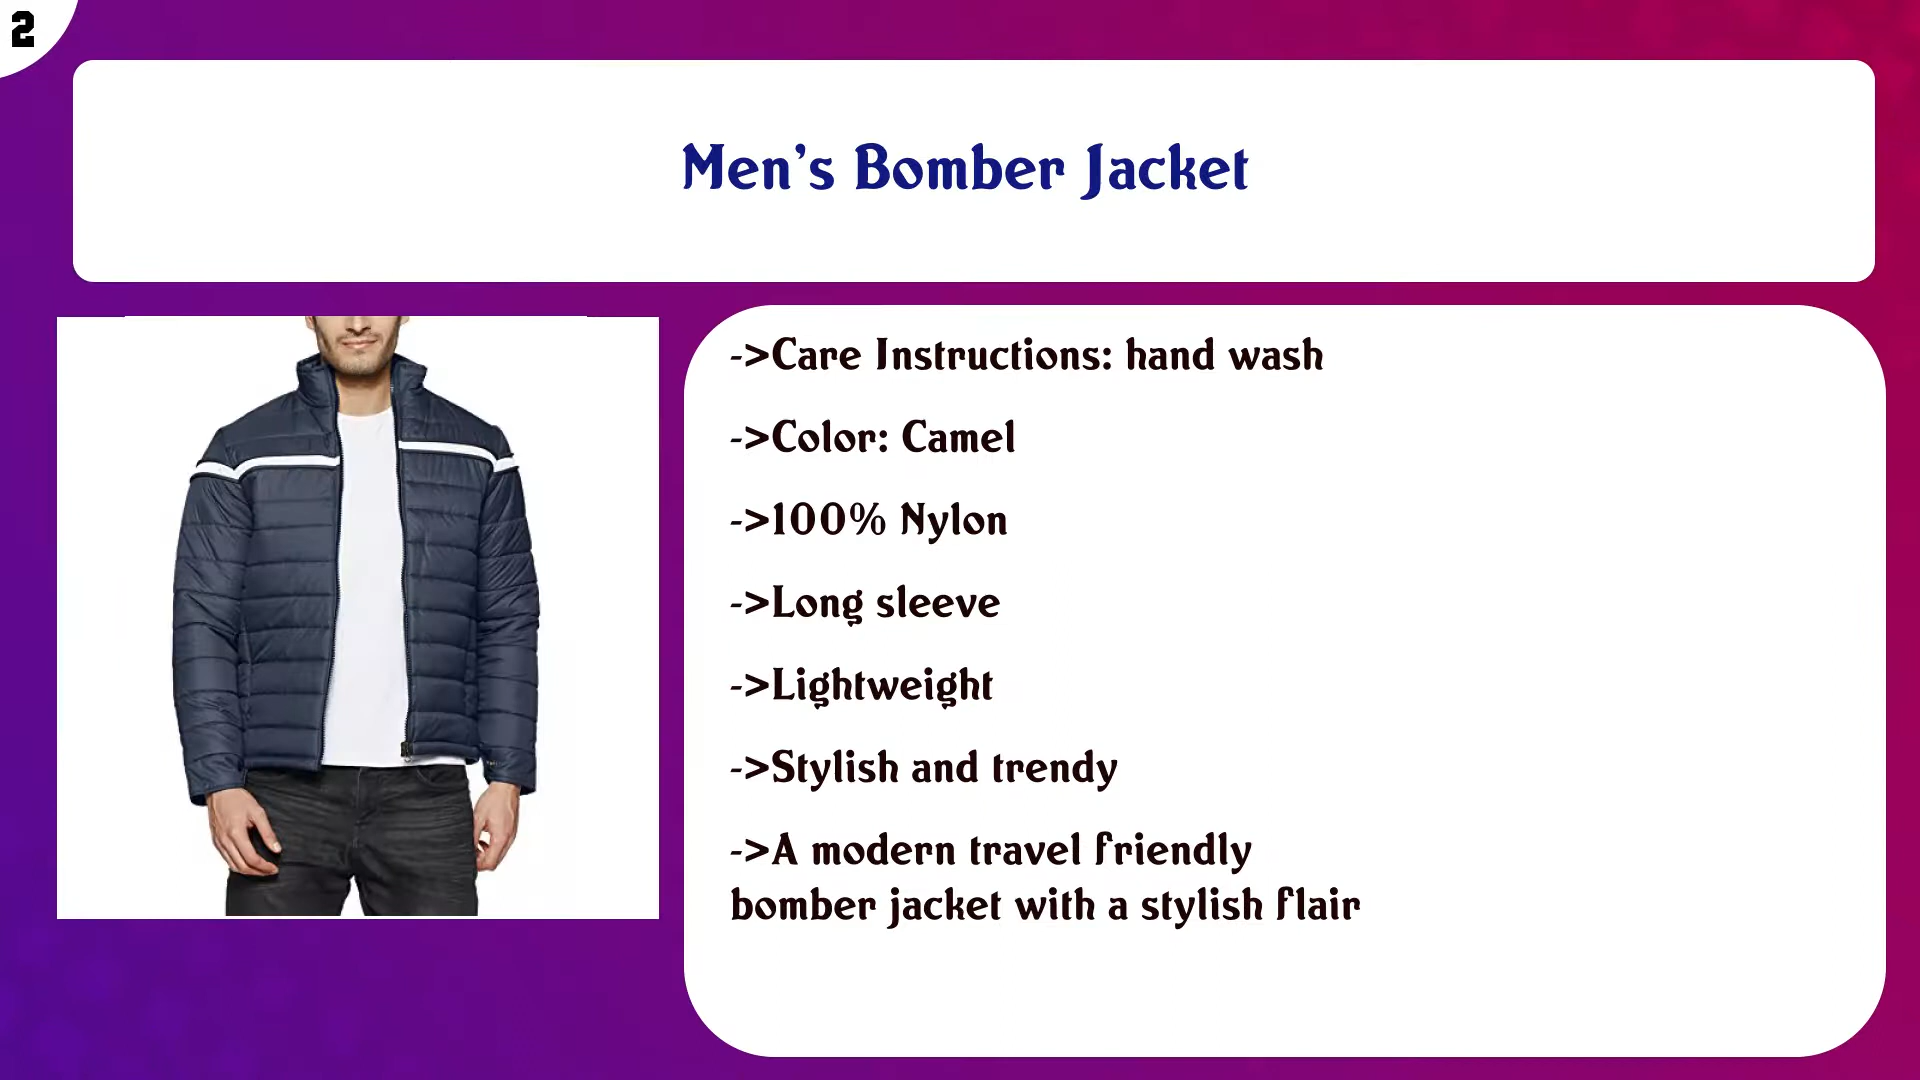 2
Men's Bomber Jacket
->Care Instructions: hand wash
->Color: Camel
->100% Nylon
->Long sleeve
->Lightweight
->Stylish and trendy
->A modern travel friendly
bomber jacket with a stylish flair